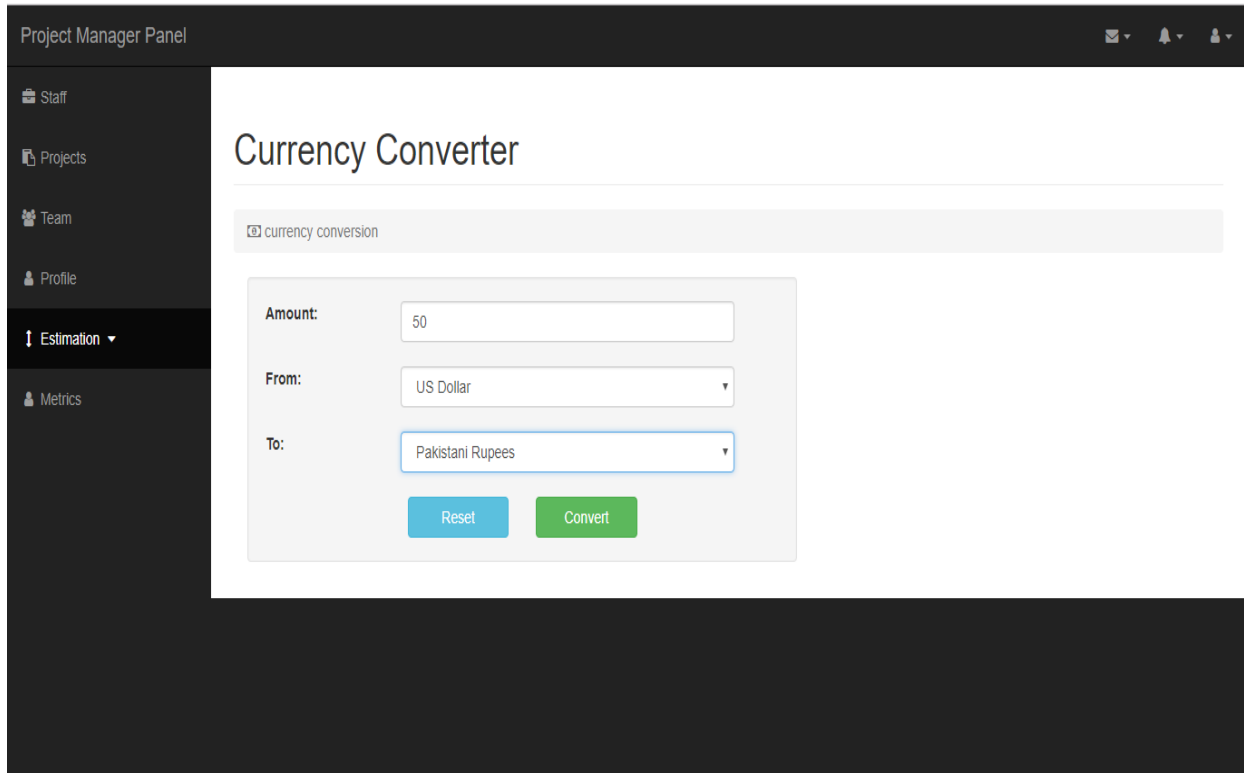 Project Manager Panel
Staff
Projects
Team
Profile
Estimation
Metrics
Currency Converter
currency conversion
Amount:
50
From:
US Dollar
To:
Pakistani Rupees
Reset
Convert